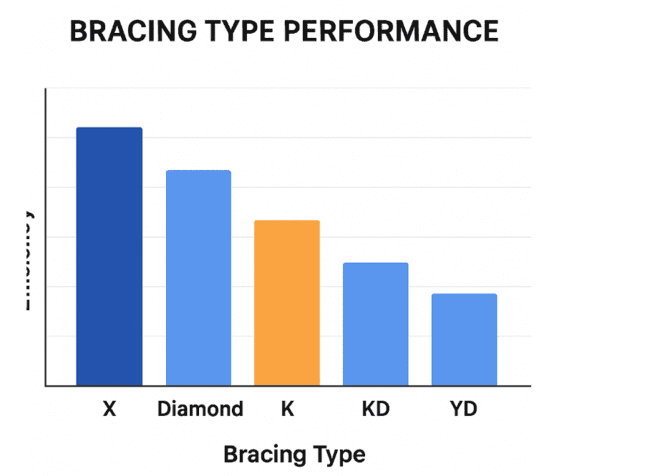 BRACING TYPE PERFORMANCE
X Diamond K KD YD
Bracing Type